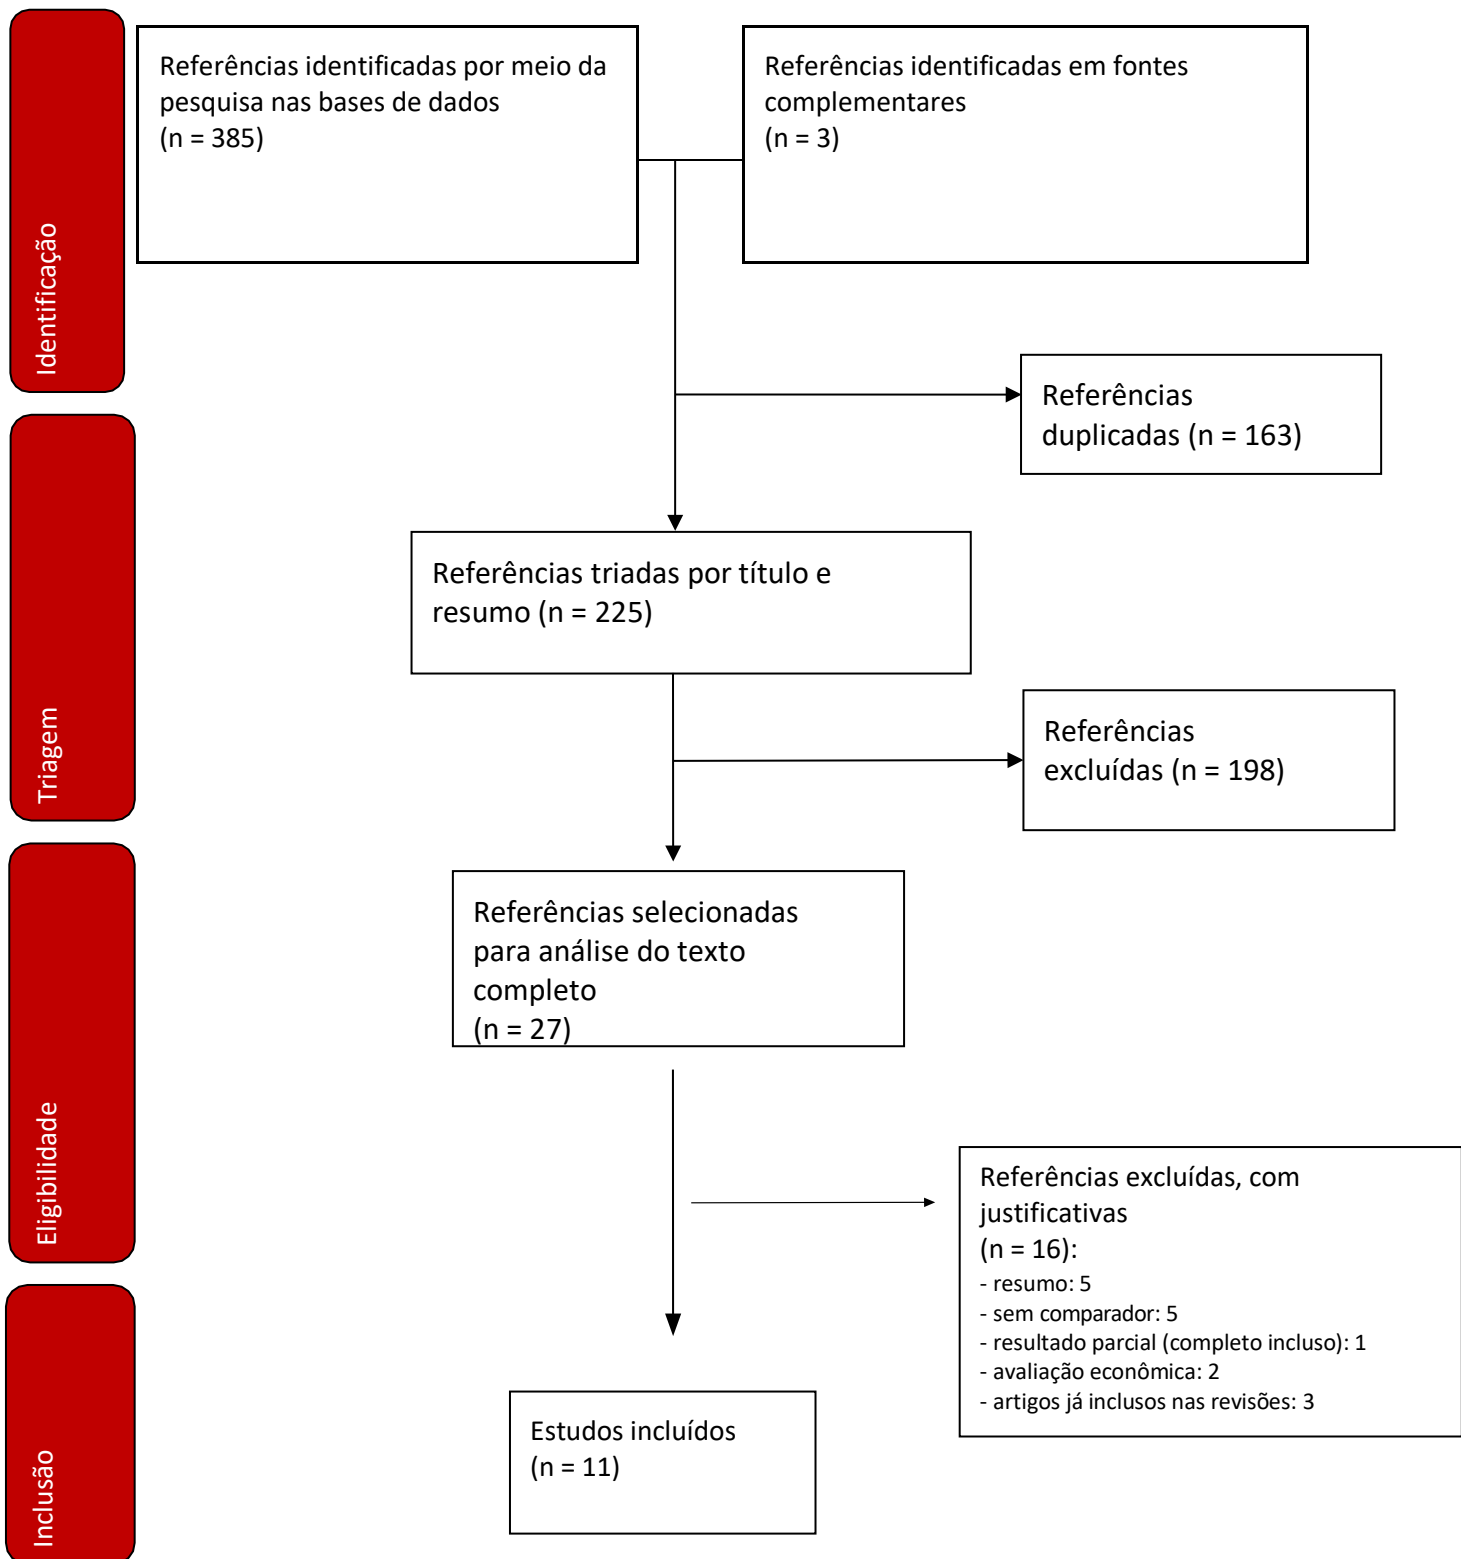 Identificação
Referências identificadas por meio da
pesquisa nas bases de dados
(n = 385)
Referências identificadas em fontes
complementares
(n = 3)
Referências
duplicadas (n = 163)
Triagem
Referências triadas por título e
resumo (n = 225)
Referências
excluídas (n = 198)
Eligibilidade
Referências selecionadas
para análise do texto
completo
(n = 27)
Referências excluídas, com
justificativas
(n = 16):
- resumo: 5
- sem comparador: 5
- resultado parcial (completo incluso): 1
- avaliação econômica: 2
- artigos já inclusos nas revisões: 3
Inclusão
Estudos incluídos
(n = 11)